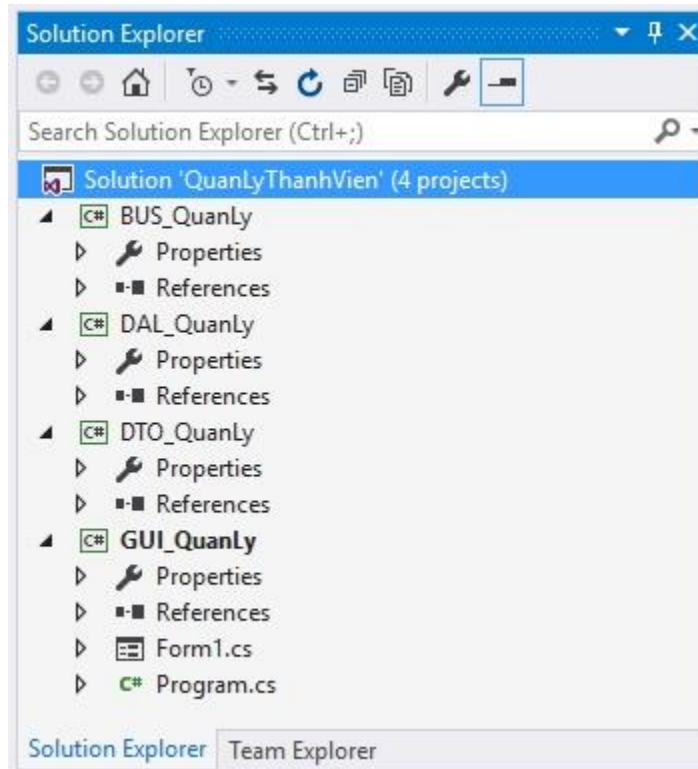 Solution Explorer
Search Solution Explorer (Ctrl+;)
Solution 'QuanLyThanhVien' (4 projects)
C# BUS_QuanLy
Properties
References
C# DAL_QuanLy
Properties
References
C# DTO_QuanLy
Properties
References
C# GUI_QuanLy
Properties
References
Form1.cs
C# Program.cs
Solution Explorer Team Explorer